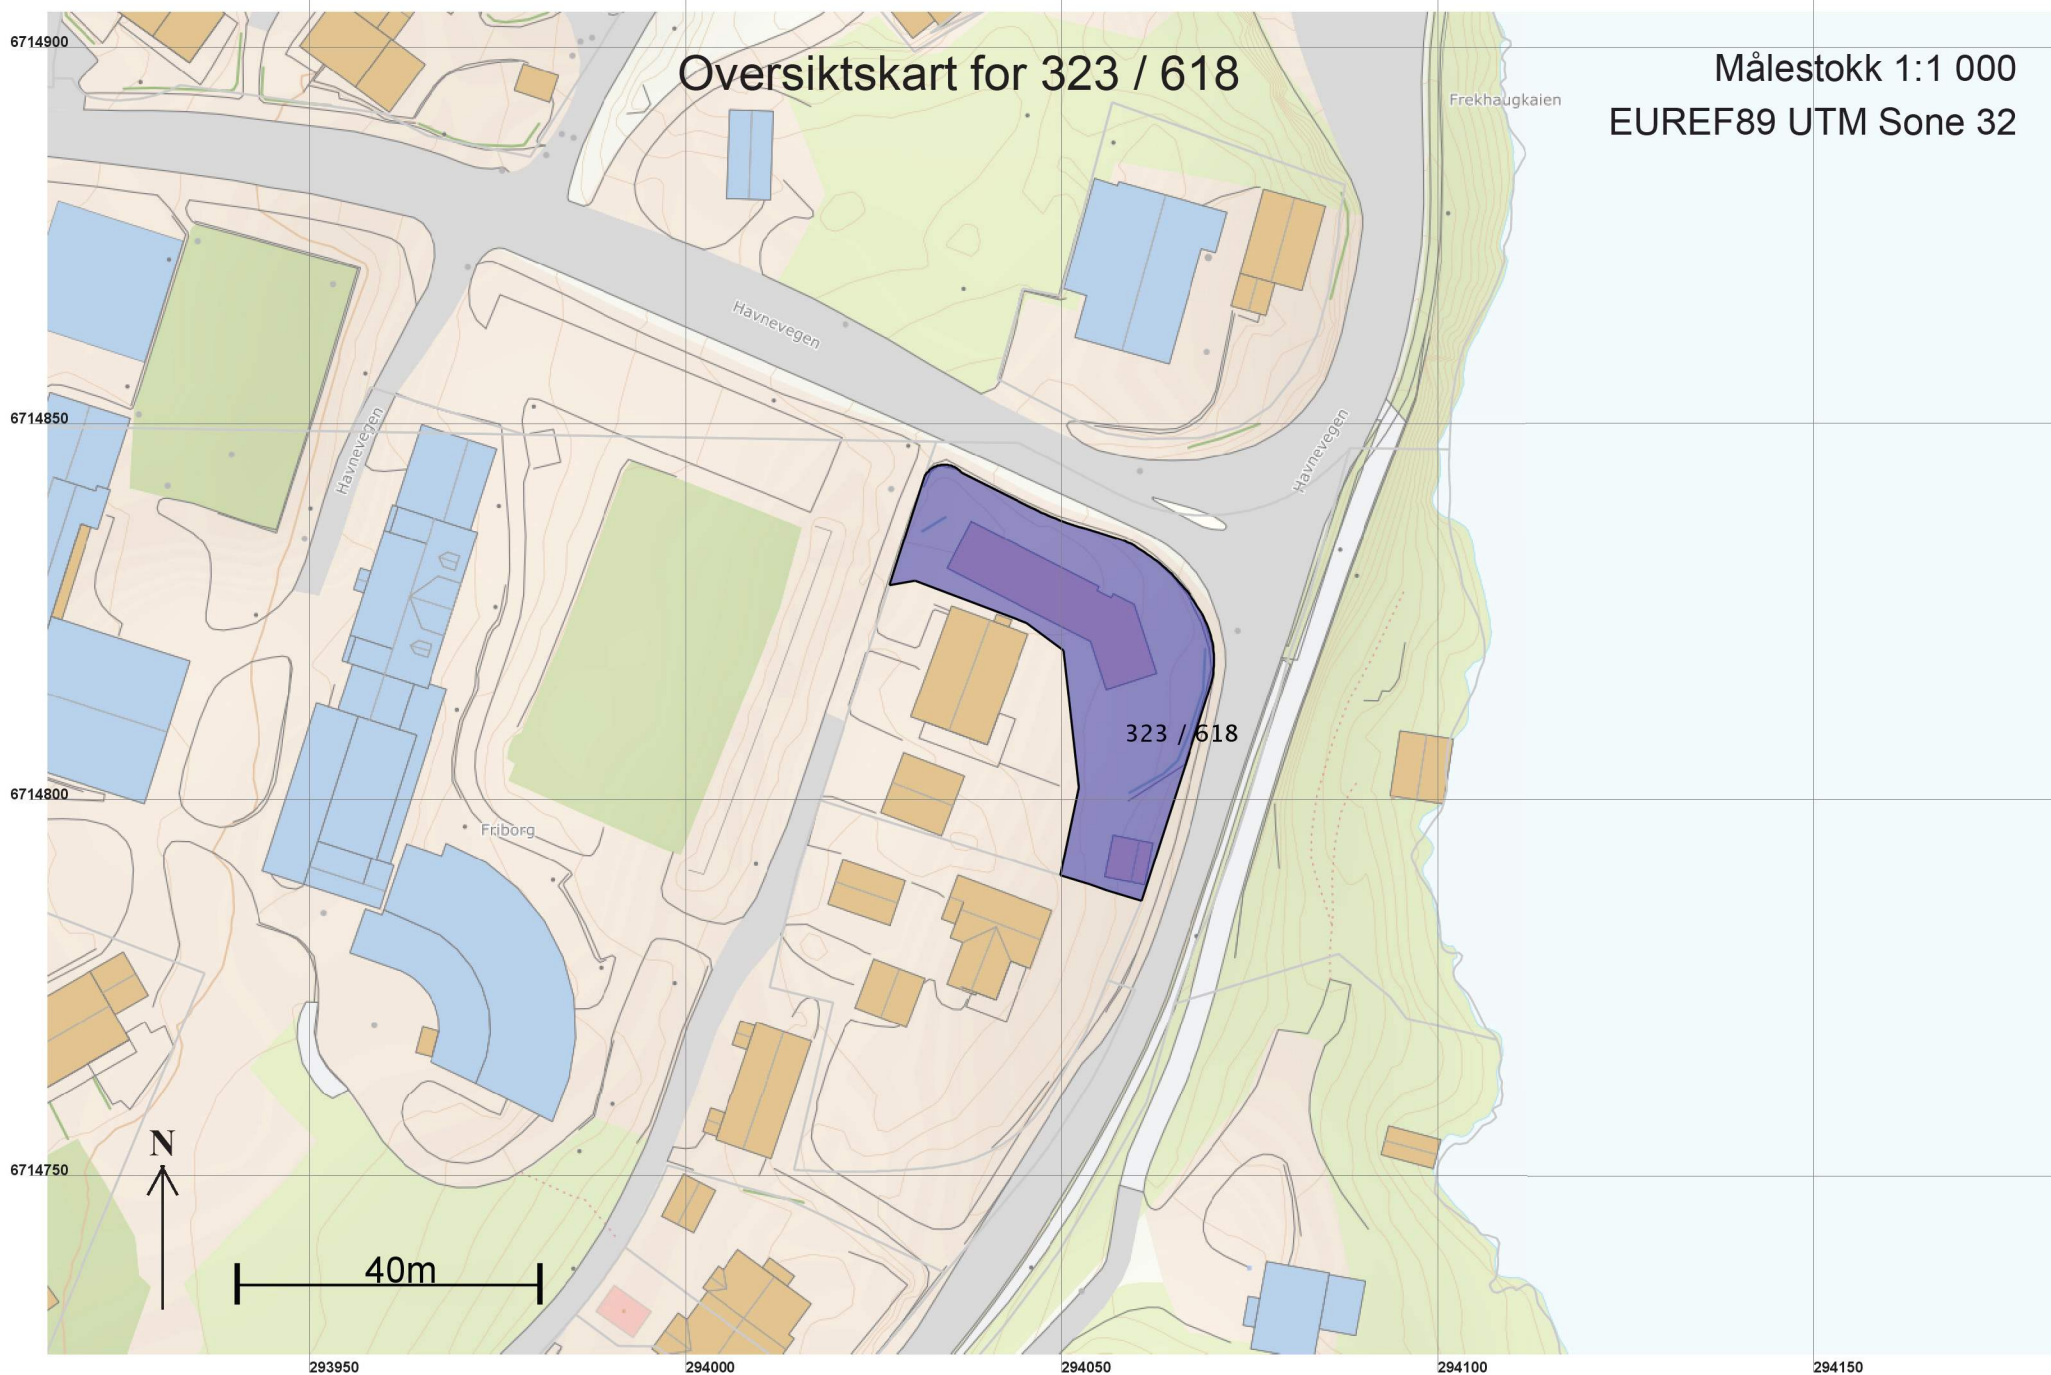 6714900
Oversiktskart for 323 / 618
Målestokk 1:1 000
Frekhaugkaien
EUREF89 UTM Sone 32
Havnevegen
6714850
Havnevegen
Havnevegen
323 / 618
6714800
Friborg
N
6714750
40m
293950
294000
294050
294100
294150